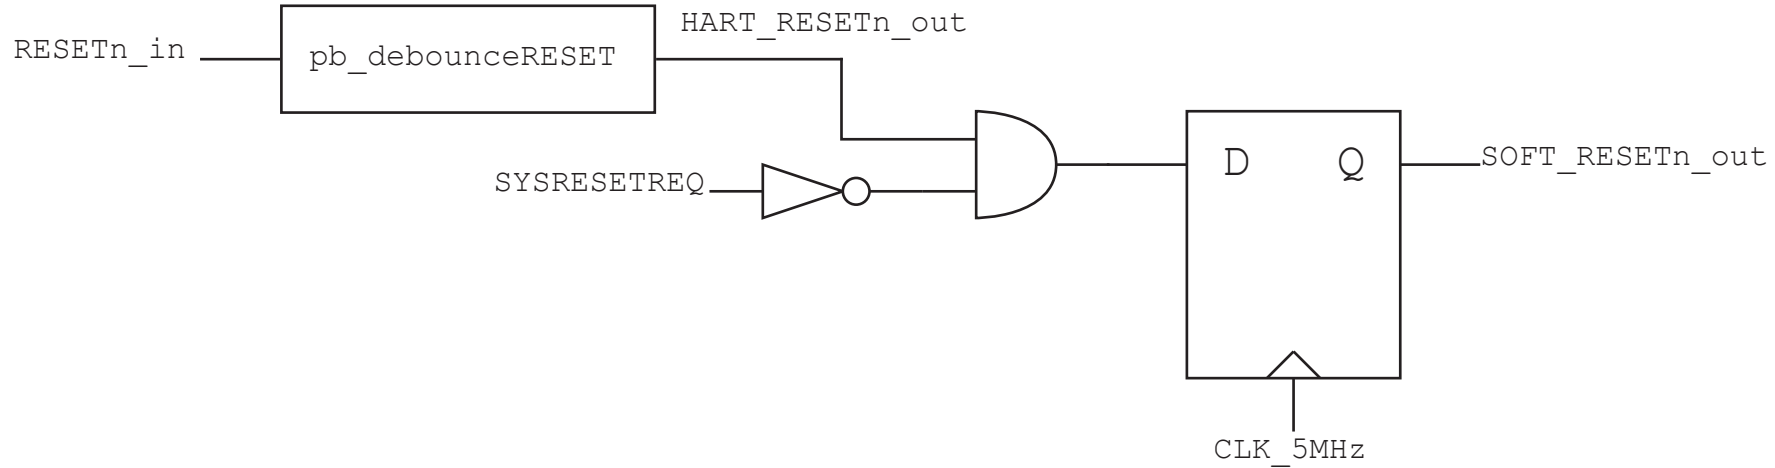 HART_RESETn_out
RESETn_in
pb_debounceRESET
SYSRESETREQ
D
Q
SOFT_RESETn_out
CLK_5MHz